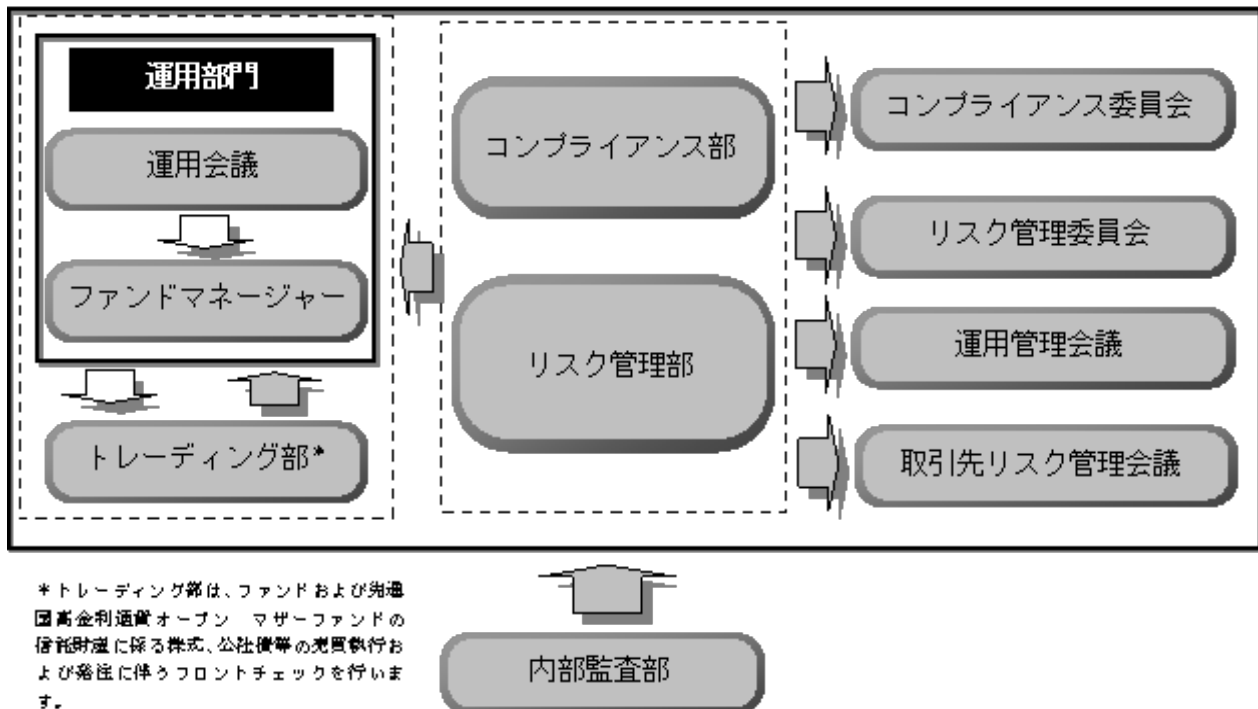 運用部門
運用会議
ファンドマネージャー
トレーディング部*
コンプライアンス部
リスク管理部
コンプライアンス委員会
リスク管理委員会
運用管理会議
取引先リスク管理会議
*トレーディング部は、ファンドおよび先進
国高金利通貨オープン マザーファンドの
信託財産に係る株式、公社債等の売買執行お
よび発注に伴うフロントチェックを行いま
す。
内部監査部